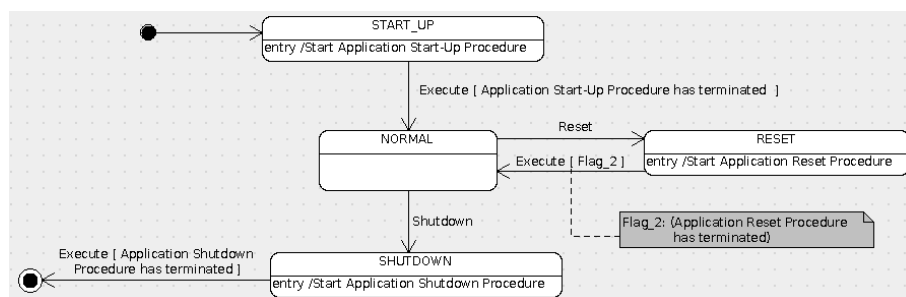 START_UP
entry /Start Application Start-Up Procedure
Execute [ Application Start-Up Procedure has terminated ]
NORMAL
Reset
RESET
entry /Start Application Reset Procedure
Execute [ Flag_2 ]
Flag_2: (Application Reset Procedure
has terminated)
Shutdown
SHUTDOWN
entry /Start Application Shutdown Procedure
Execute [ Application Shutdown
Procedure has terminated ]